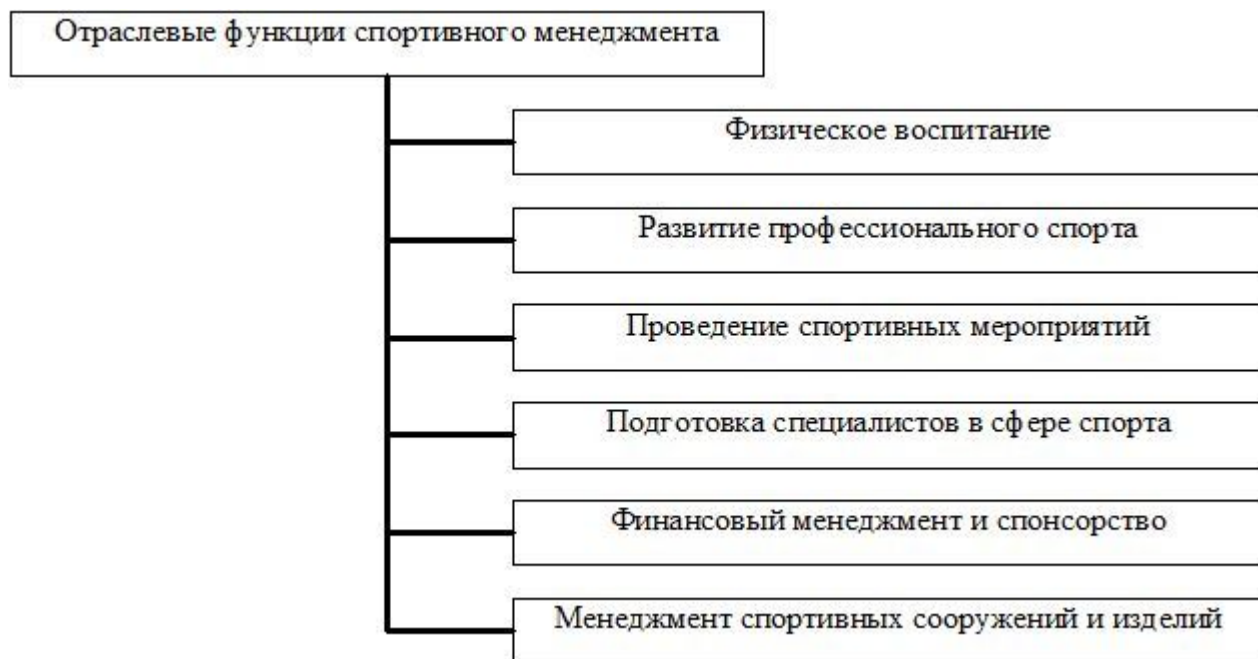 Отраслевые функции спортивного менеджмента
Физическое воспитание
Развитие профессионального спорта
Проведение спортивных мероприятий
Подготовка специалистов в сфере спорта
Финансовый менеджмент и спонсорство
Менеджмент спортивных сооружений и изделий